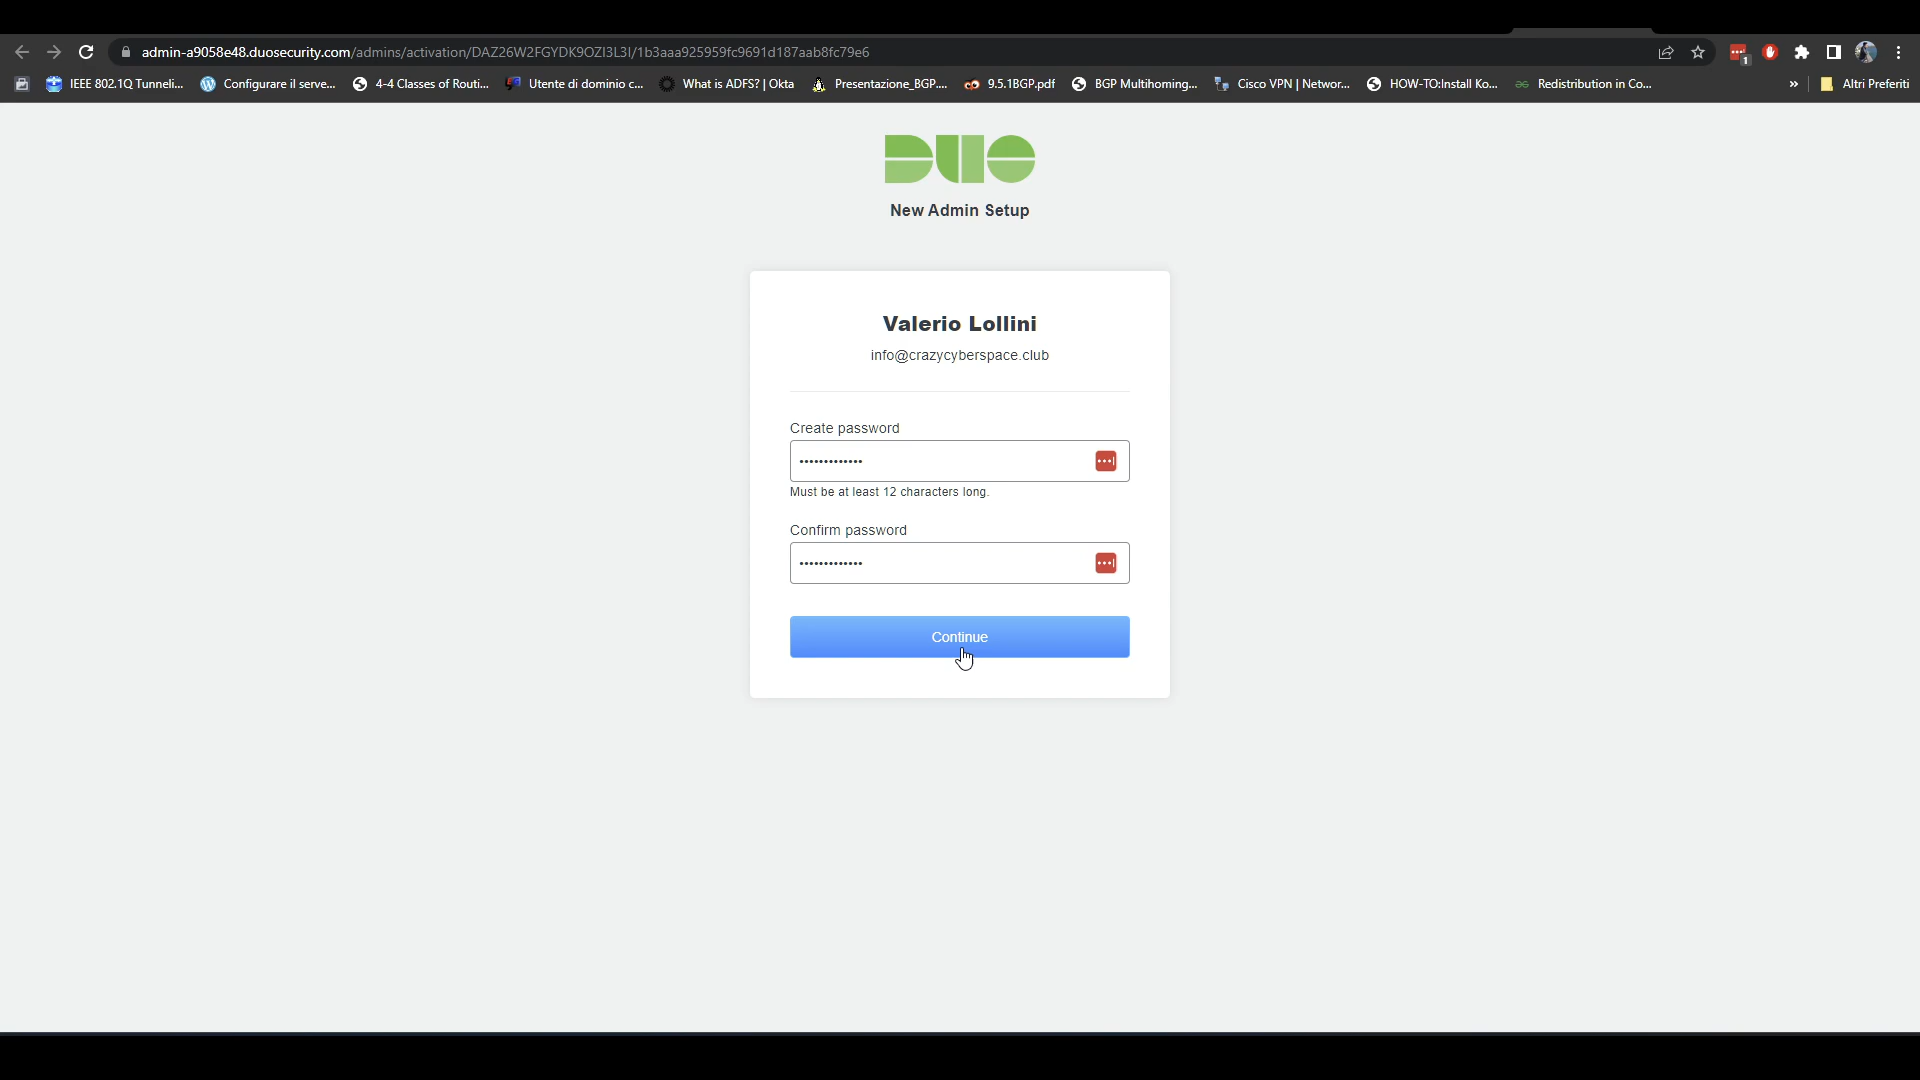 admin-a9058e48.duosecurity.com/admins/activation/DAZ26W2FGYDK9OZI3L3I/1b3aaa925959fc9691d187aab8fc79e6
1
IEEE 802.1Q Tunneli... Configurare il serve... 4-4 Classes of Routi... Utente di dominio c... What is ADFS? | Okta Presentazione_BGP.... 9.5.1BGP.pdf BGP Multihoming... Cisco VPN | Networ... HOW-TO:Install Ko... Redistribution in Co... » Altri Preferiti
DUO
New Admin Setup
Valerio Lollini
info@crazycyberspace.club
Create password
•••••••••••••
Must be at least 12 characters long.
Confirm password
•••••••••••••
Continue